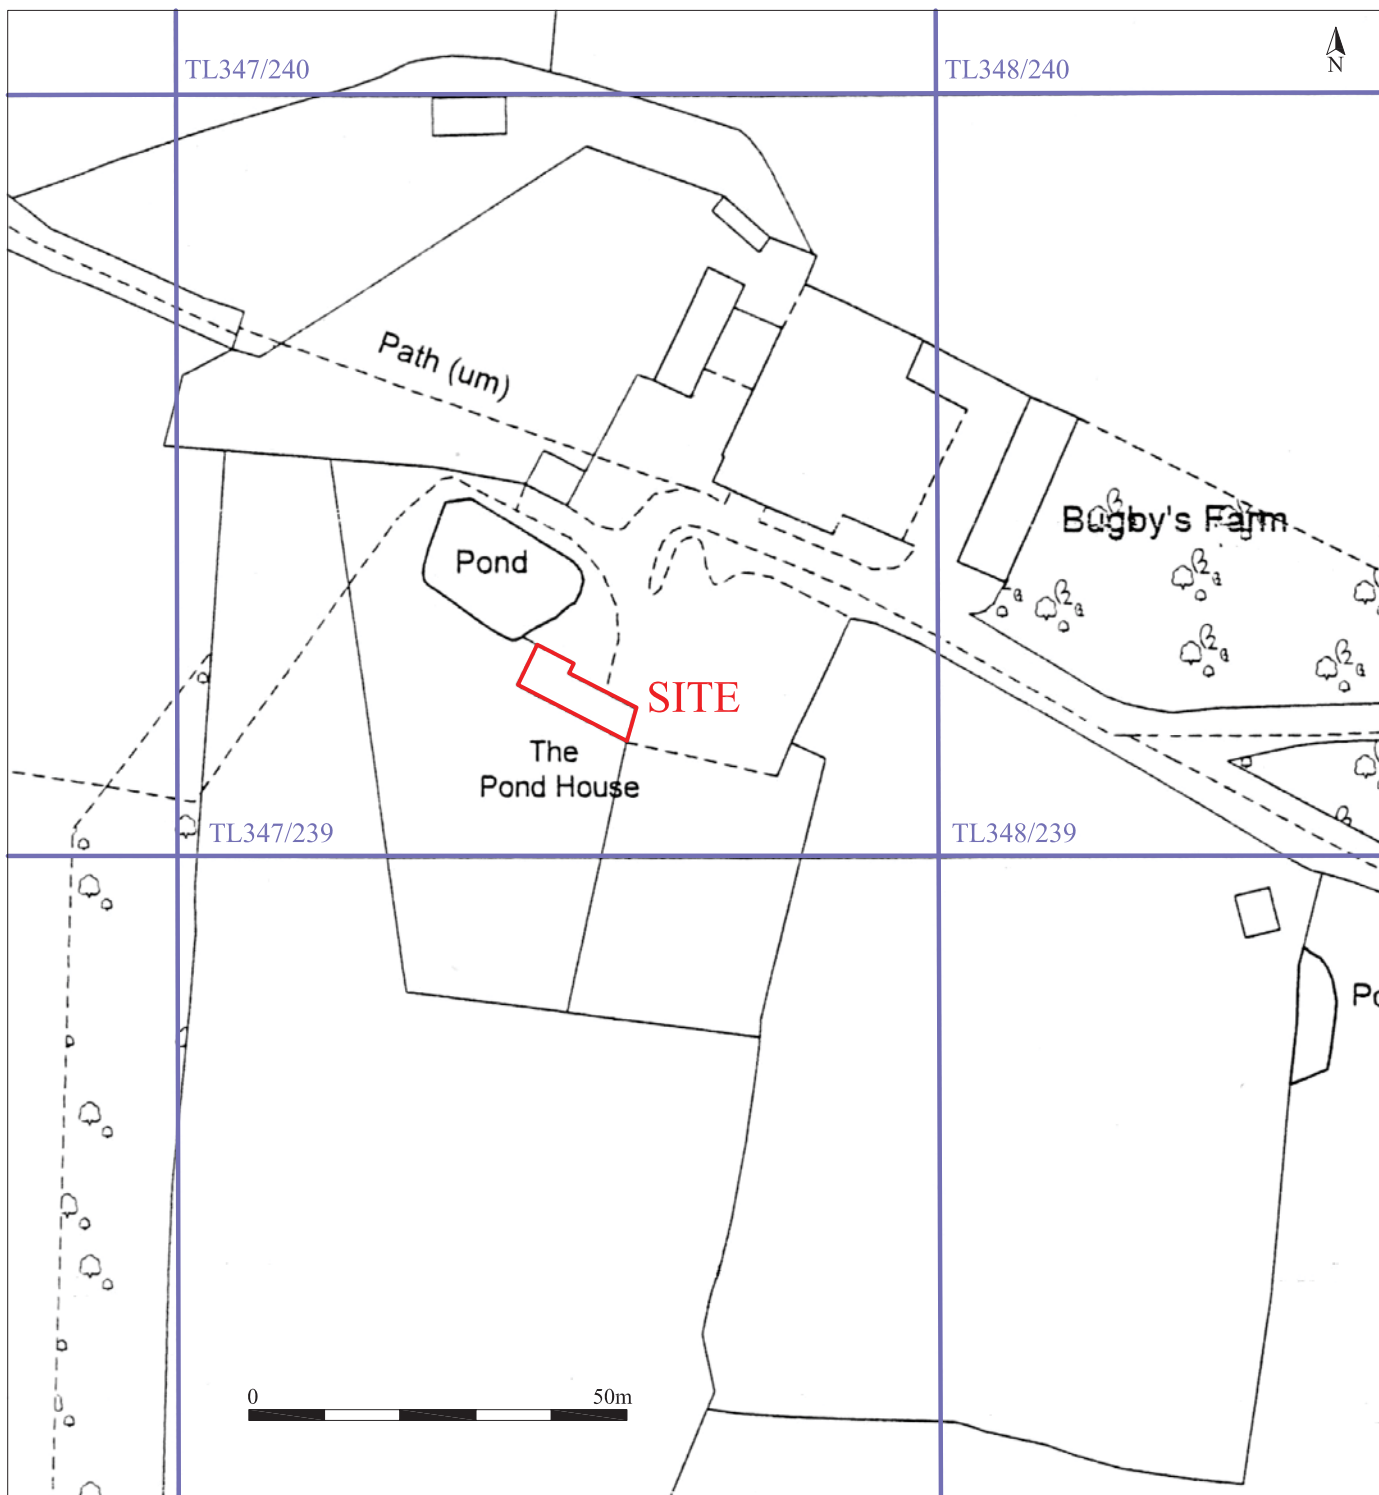 TL347/240
TL348/240
N
Path (um)
Bugby's Farm
Pond
SITE
The
Pond House
TL347/239
TL348/239
Po
0
50m